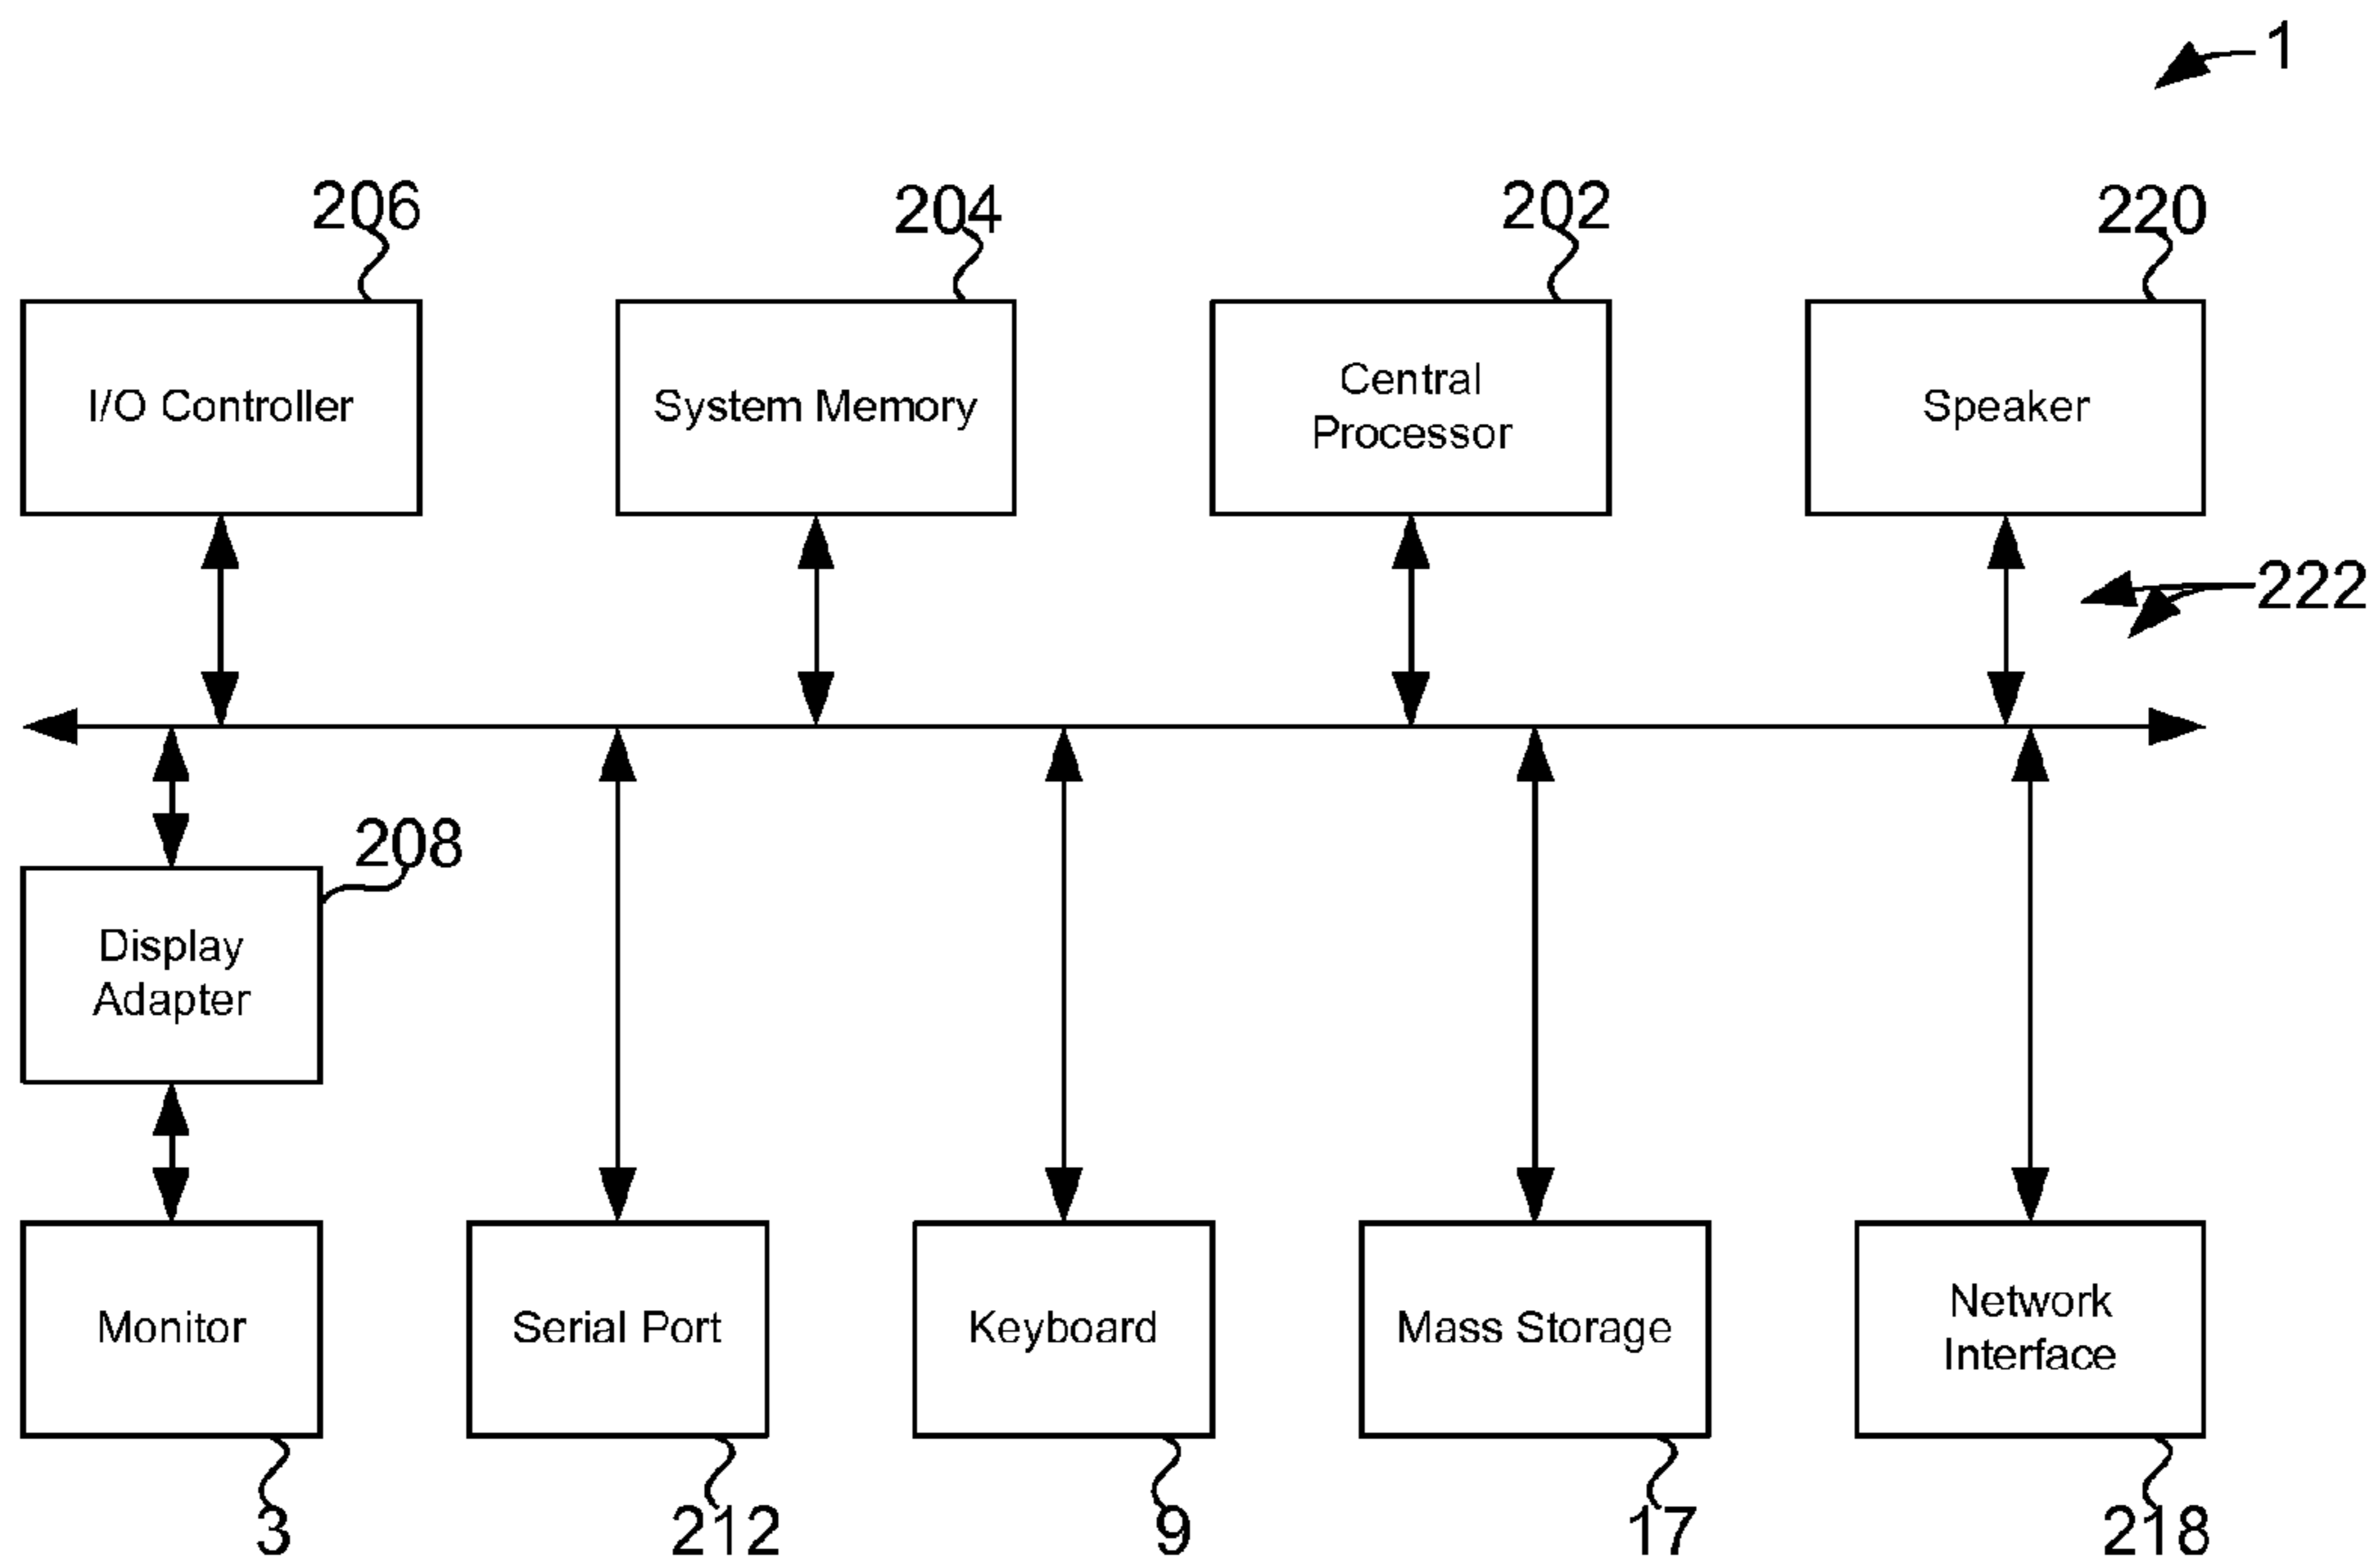 1
206
204
202
220
I/O Controller
System Memory
Central
Processor
Speaker
222
208
Display
Adapter
Monitor
Serial Port
Keyboard
Mass Storage
Network
Interface
3
212
9
17
218